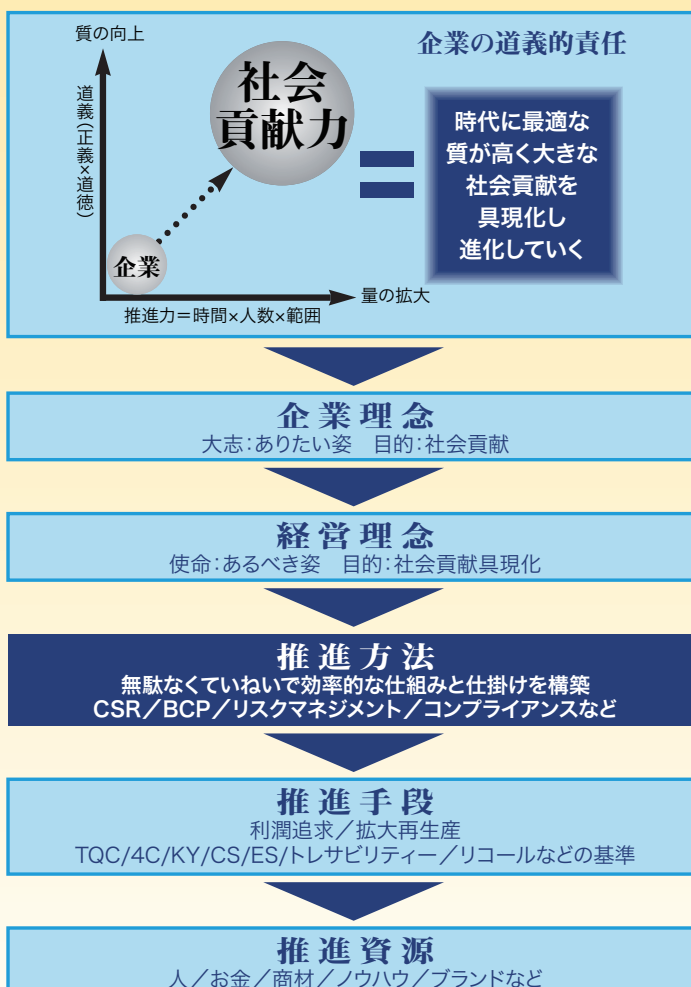 質の向上
企業の道義的責任
道義(正義×道徳)
社会
貢献力
時代に最適な
質が高く大きな
社会貢献を
具現化し
進化していく
企業
量の拡大
推進力=時間×人数×範囲
企業理念
大志:ありたい姿　目的:社会貢献
経営理念
使命:あるべき姿　目的:社会貢献具現化
推進方法
無駄なくていねいで効率的な仕組みと仕掛けを構築
CSR/BCP/リスクマネジメント/コンプライアンスなど
推進手段
利潤追求/拡大再生産
TQC/4C/KY/CS/ES/トレサビリティー/リコールなどの基準
推進資源
人/お金/商材/ノウハウ/ブランドなど